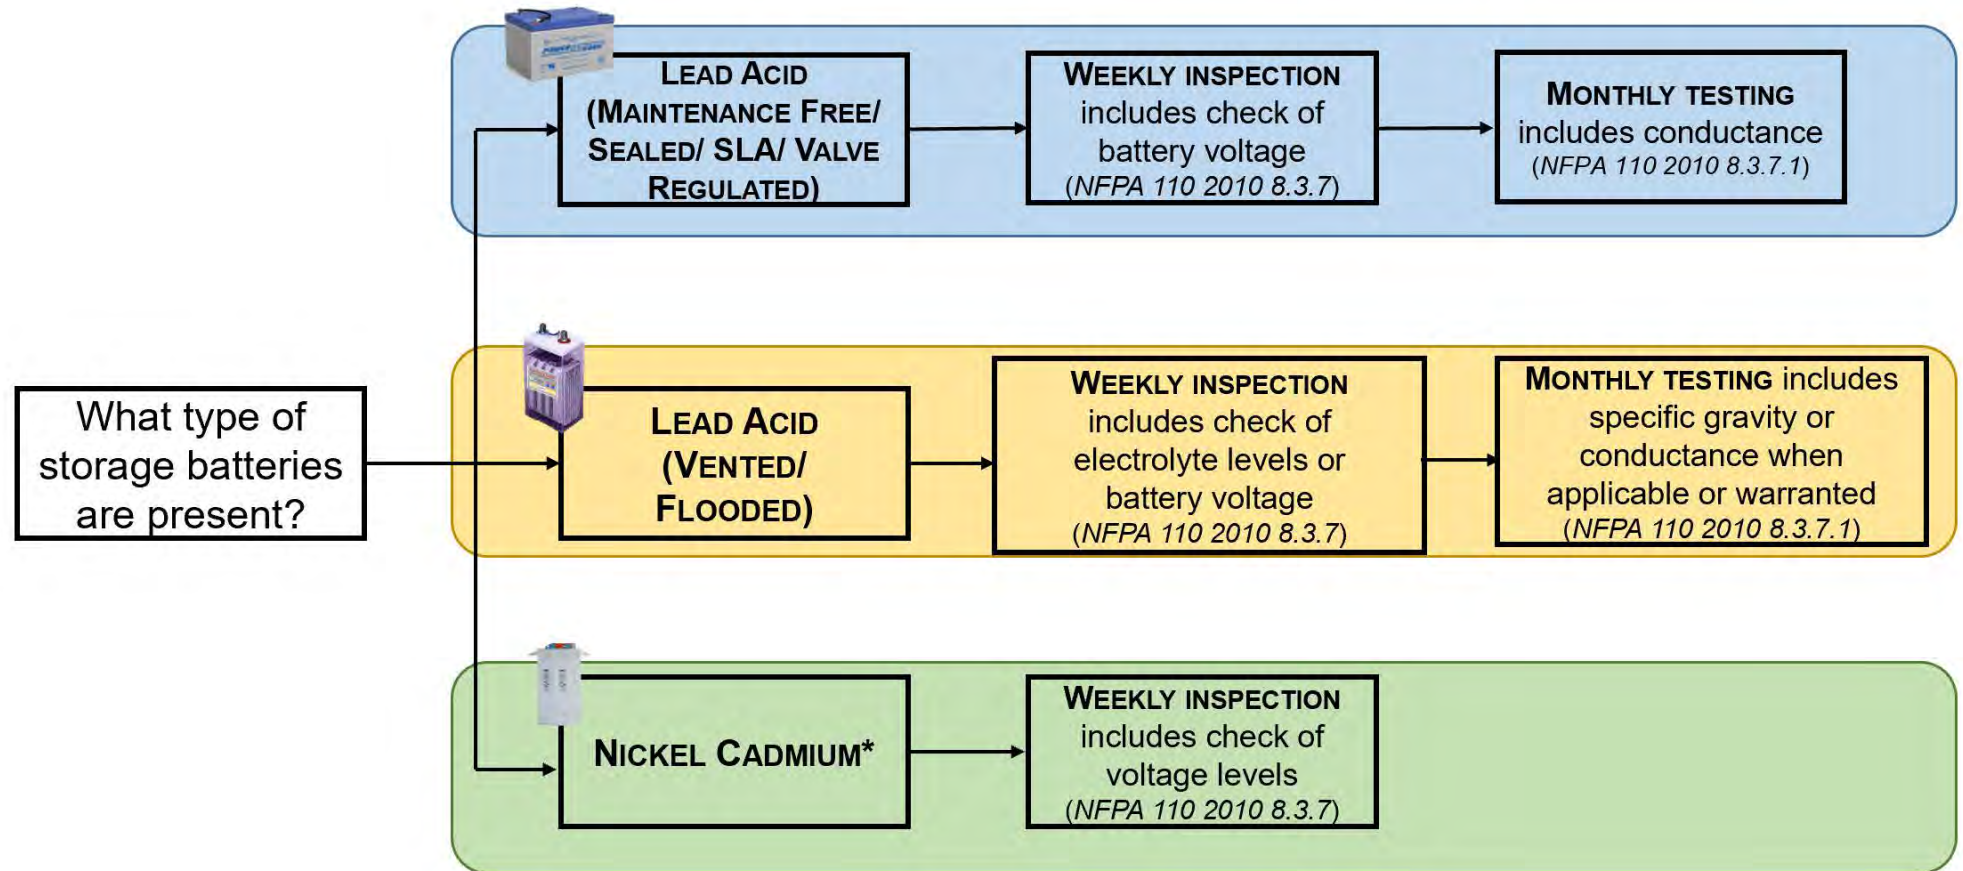 What type of
storage batteries
are present?
LEAD ACID
(MAINTENANCE FREE/
SEALED/ SLA/ VALVE
REGULATED)
WEEKLY INSPECTION
includes check of
battery voltage
(NFPA 110 2010 8.3.7)
MONTHLY TESTING
includes conductance
(NFPA 110 2010 8.3.7.1)
LEAD ACID
(VENTED/
FLOODED)
WEEKLY INSPECTION
includes check of
electrolyte levels or
battery voltage
(NFPA 110 2010 8.3.7)
MONTHLY TESTING includes
specific gravity or
conductance when
applicable or warranted
(NFPA 110 2010 8.3.7.1)
NICKEL CADMIUM*
WEEKLY INSPECTION
includes check of
voltage levels
(NFPA 110 2010 8.3.7)